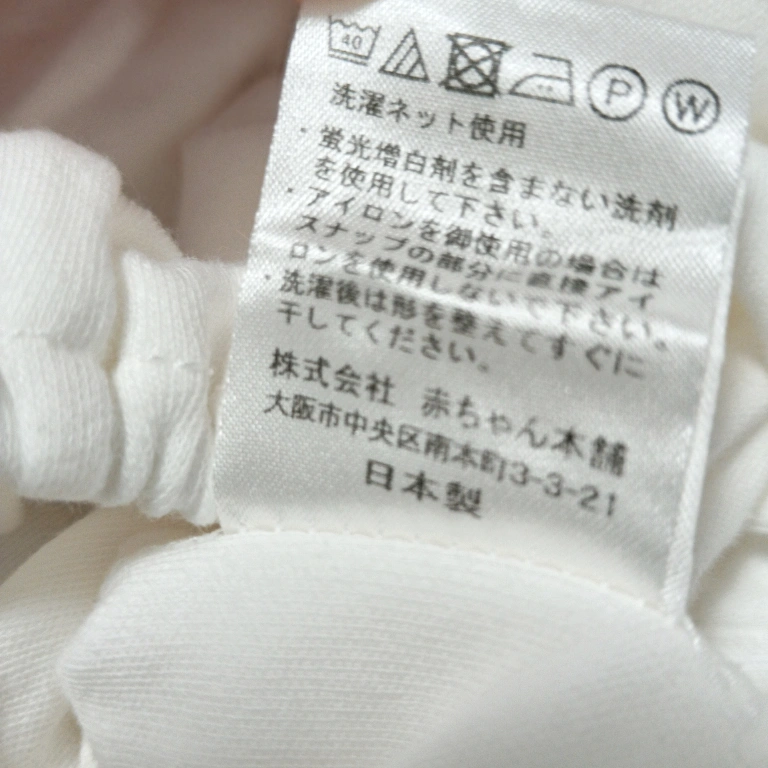 40 P W
洗濯ネット使用
・蛍光増白剤を含まない洗剤
を使用して下さい。
・アイロンを御使用の場合は
スナップの部分に直接アイ
ロンを使用しないで下さい。
・洗濯後は形を整えてすぐに
干してください。
株式会社 赤ちゃん本舗
大阪市中央区南本町3-3-21
日本製